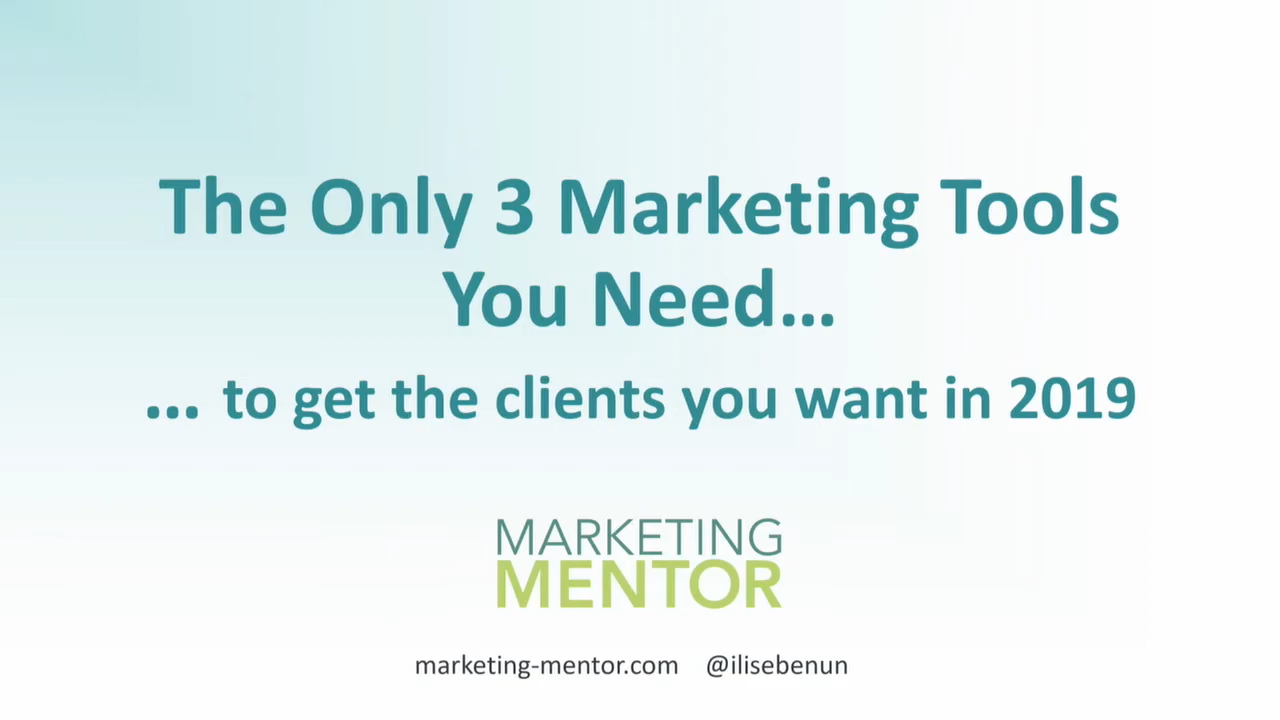 The Only 3 Marketing Tools
You Need…
… to get the clients you want in 2019
MARKETING
MENTOR
marketing-mentor.com @ilisebenun